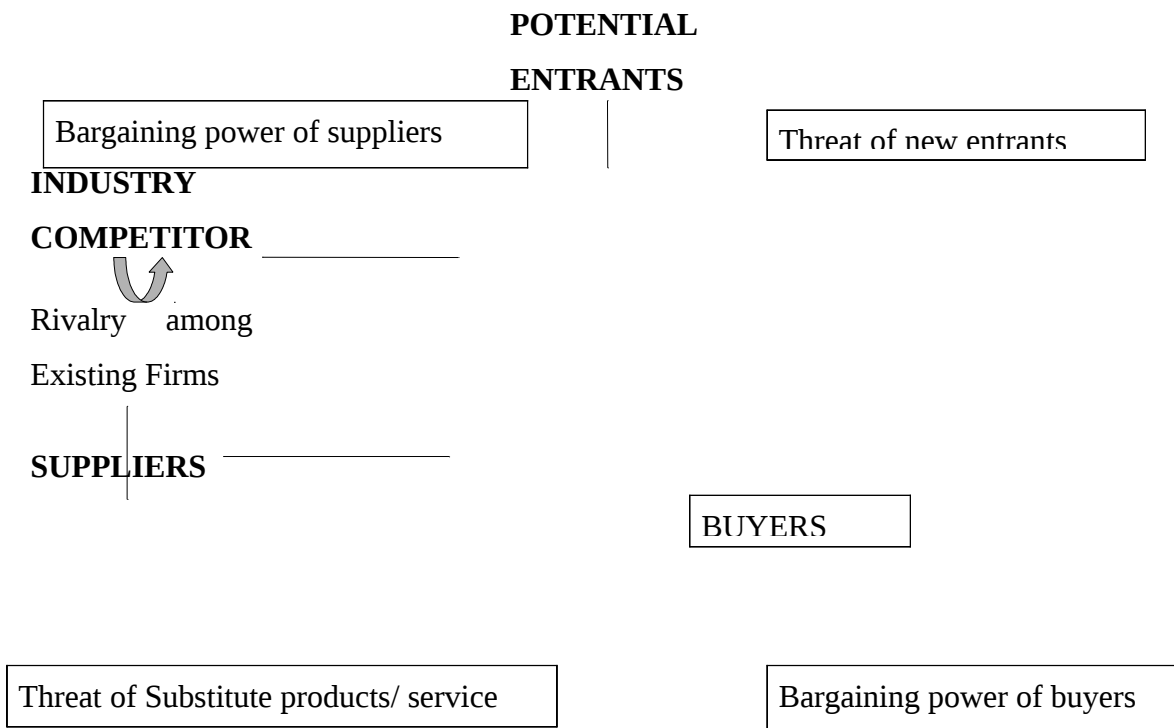 POTENTIAL
ENTRANTS
Bargaining power of suppliers
Threat of new entrants
INDUSTRY
COMPETITOR
Rivalry among
Existing Firms
SUPPLIERS
BUYERS
Threat of Substitute products/ service
Bargaining power of buyers